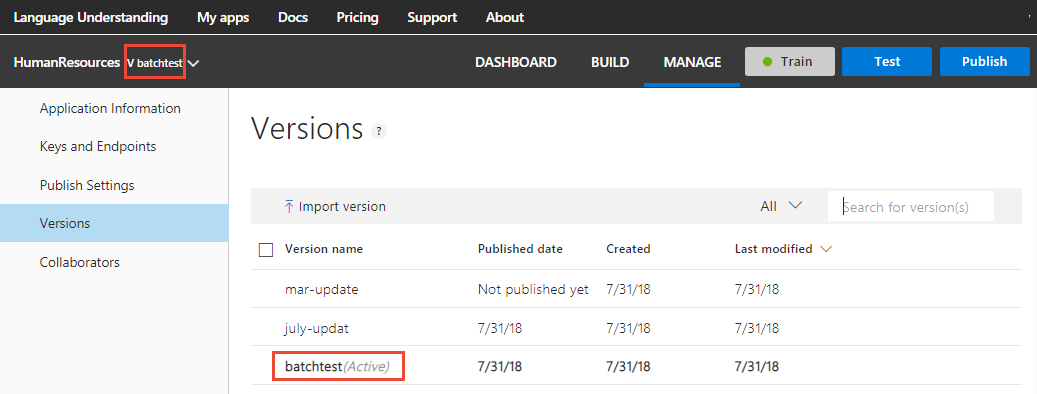 Language Understanding My apps Docs Pricing Support About
HumanResources V batchtest DASHBOARD BUILD MANAGE Train Test Publish
Application Information
Keys and Endpoints
Publish Settings
Versions
Collaborators
Versions ?
Import version All Search for version(s)
Version name Published date Created Last modified
mar-update Not published yet 7/31/18 7/31/18
july-updat 7/31/18 7/31/18 7/31/18
batchtest(Active) 7/31/18 7/31/18 7/31/18